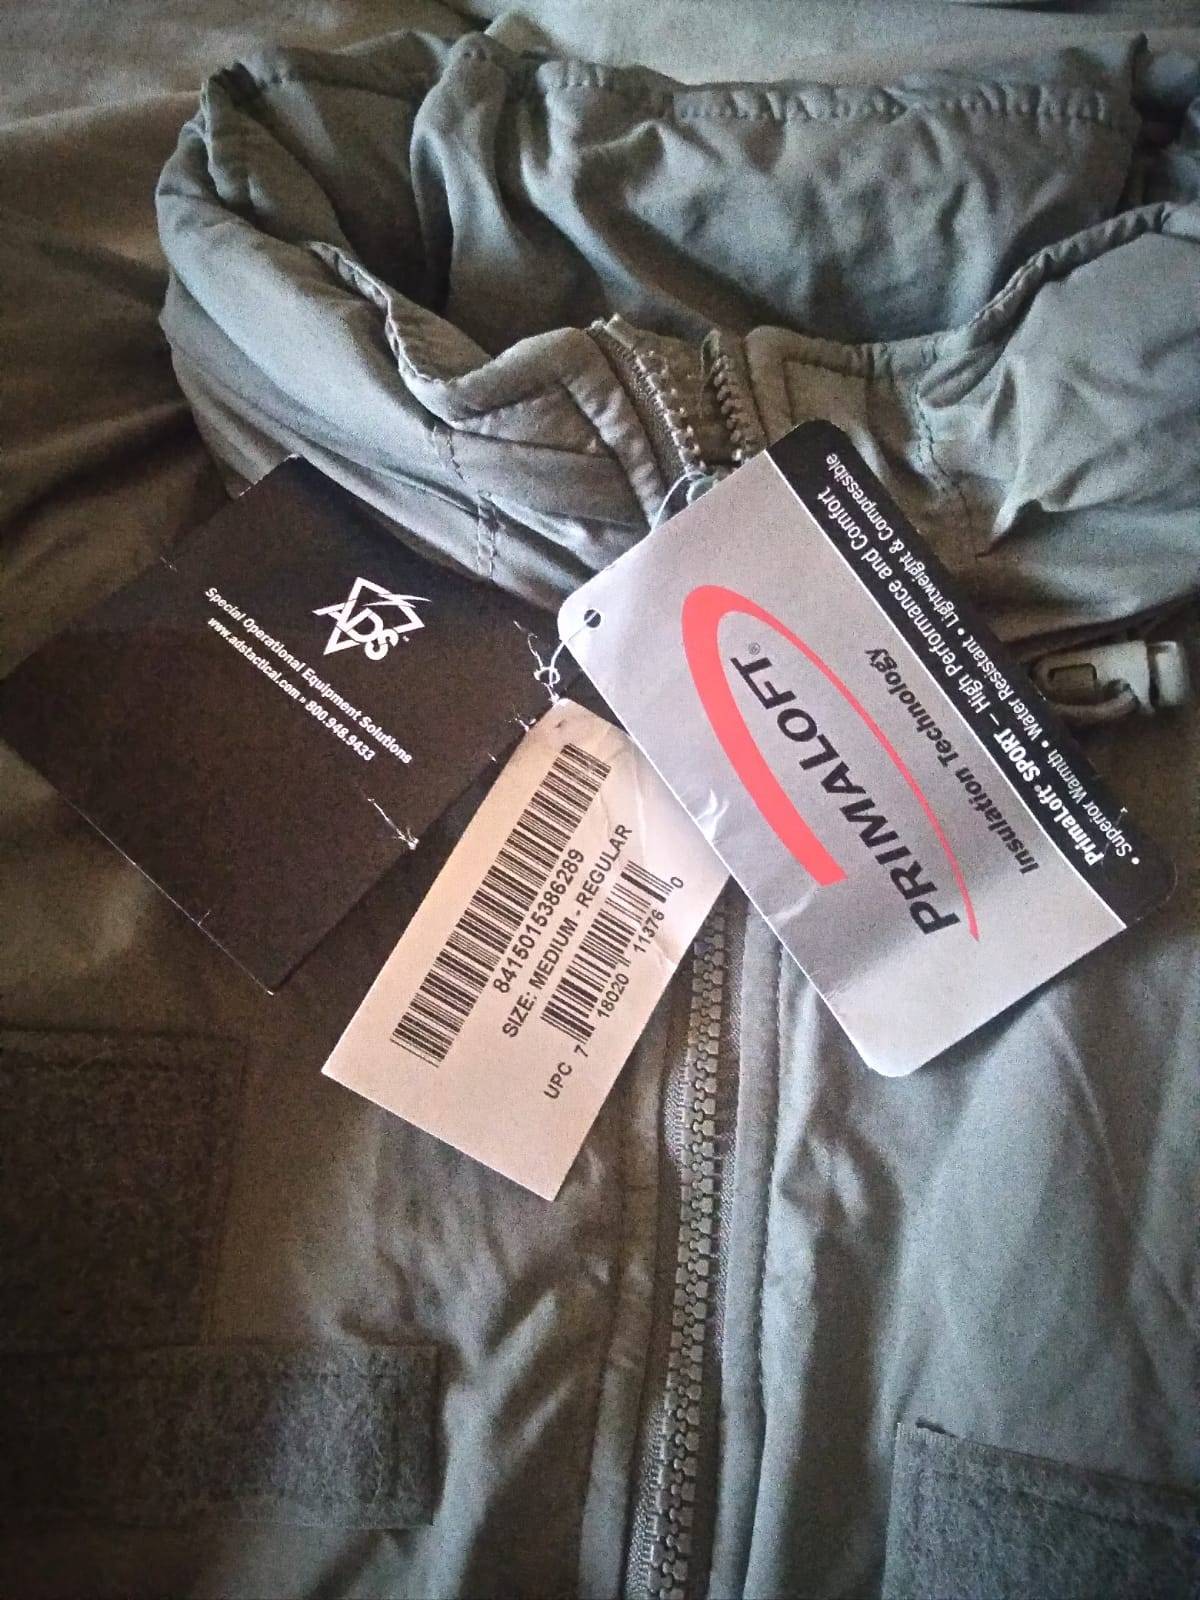 ADS™
Special Operational Equipment Solutions
www.adstactical.com • 800.948.9433
8415015386289
SIZE: MEDIUM - REGULAR
UPC 7 18020 11376 0
PRIMALOFT®
Insulation Technology
PrimaLoft® SPORT – High Performance and Comfort
• Superior Warmth • Water Resistant • Lightweight & Compressible